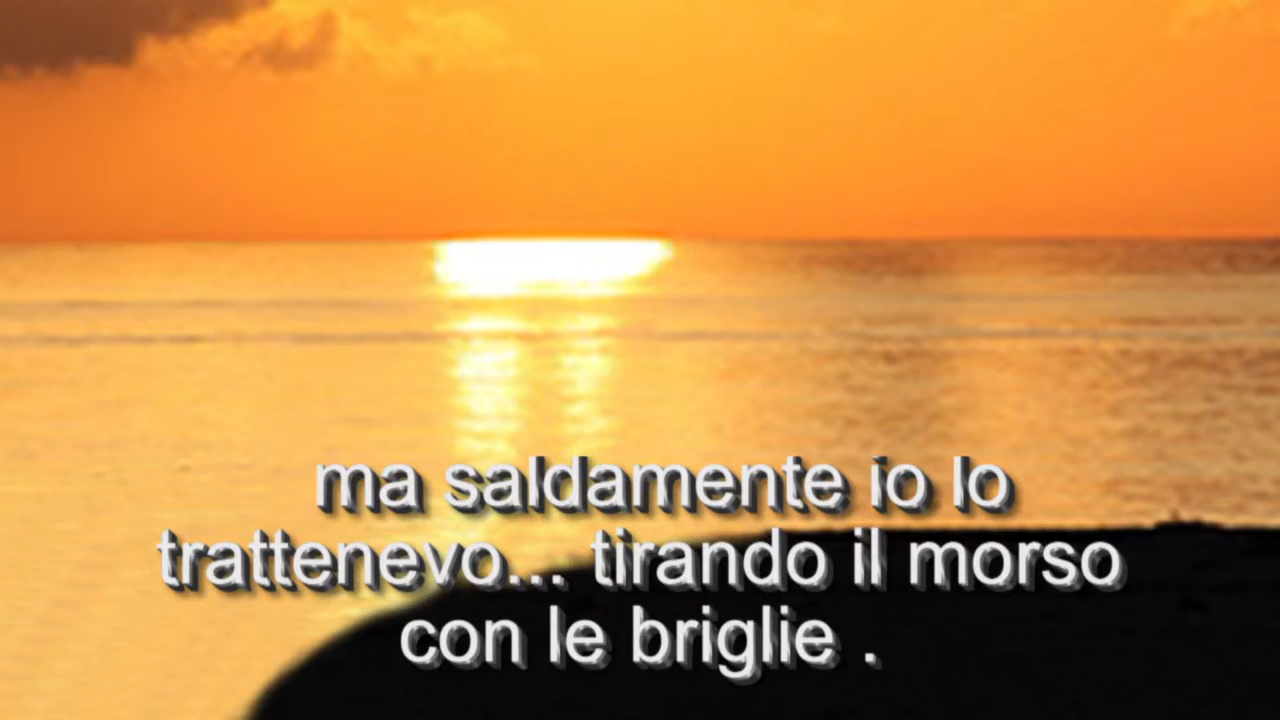 ma saldamente io lo
trattenevo... tirando il morso
con le briglie .